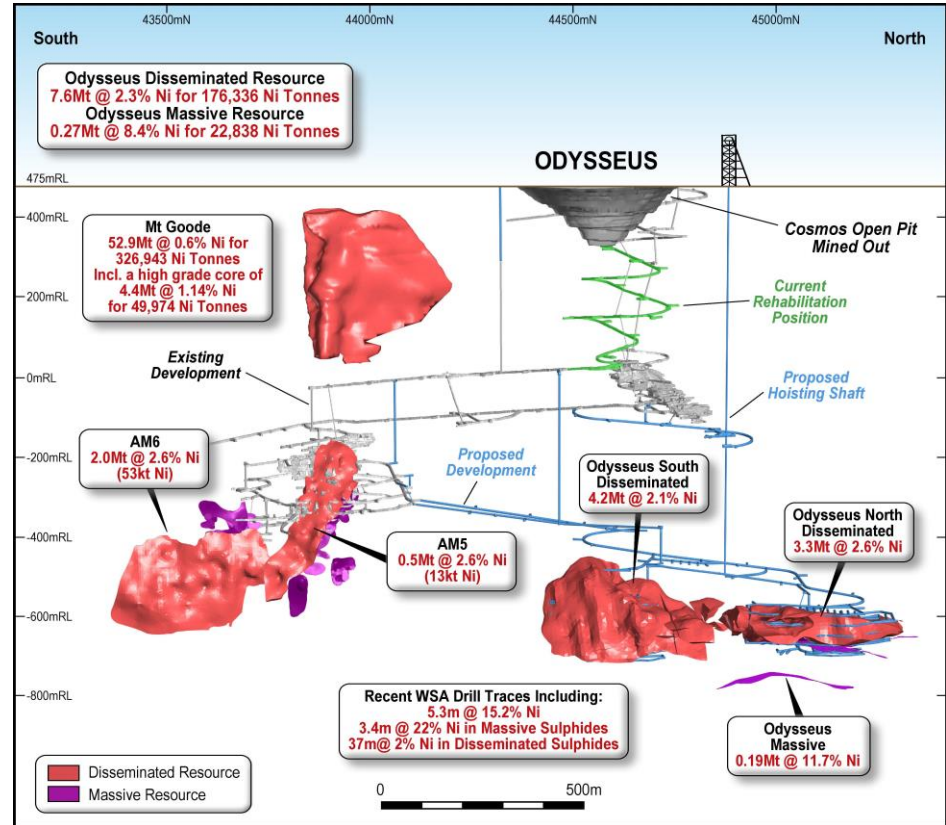 43500mN
44000mN
44500mN
45000mN
South
North
Odysseus Disseminated Resource
7.6Mt @ 2.3% Ni for 176,336 Ni Tonnes
Odysseus Massive Resource
0.27Mt @ 8.4% Ni for 22,838 Ni Tonnes
ODYSSEUS
475mRL
400mRL
Mt Goode
52.9Mt @ 0.6% Ni for
326,943 Ni Tonnes
Incl. a high grade core of
4.4Mt @ 1.14% Ni
for 49,974 Ni Tonnes
Cosmos Open Pit
Mined Out
200mRL
Current
Rehabilitation
Position
Existing
Development
0mRL
Proposed
Hoisting Shaft
AM6
2.0Mt @ 2.6% Ni
(53kt Ni)
-200mRL
Proposed
Development
Odysseus South
Disseminated
4.2Mt @ 2.1% Ni
Odysseus North
Disseminated
3.3Mt @ 2.6% Ni
-400mRL
AM5
0.5Mt @ 2.6% Ni
(13kt Ni)
-600mRL
-800mRL
Recent WSA Drill Traces Including:
5.3m @ 15.2% Ni
3.4m @ 22% Ni in Massive Sulphides
37m@ 2% Ni in Disseminated Sulphides
Odysseus
Massive
0.19Mt @ 11.7% Ni
Disseminated Resource
Massive Resource
0
500m